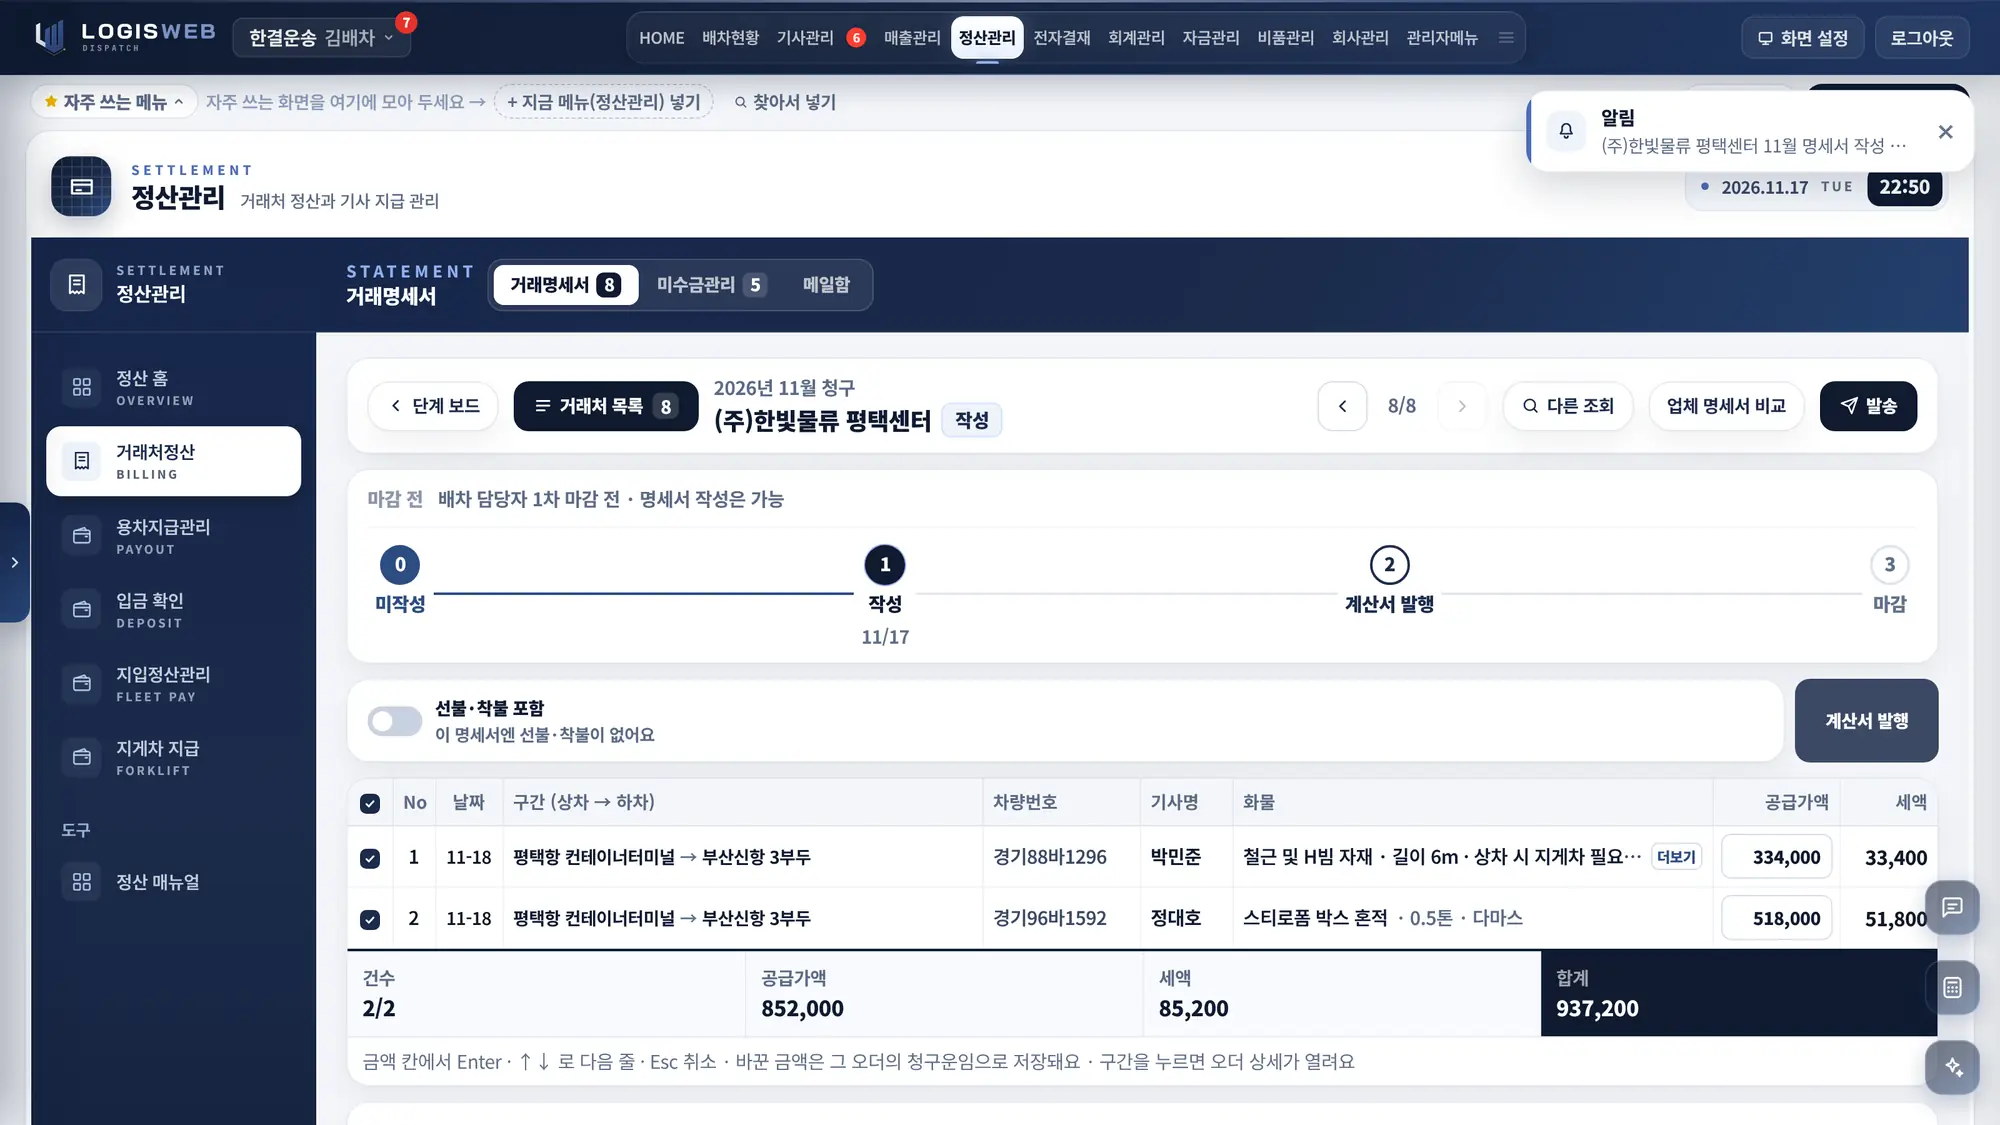 LOGISWEB
DISPATCH
한결운송 김배차
7
HOME
배차현황
기사관리 6
매출관리
정산관리
전자결재
회계관리
자금관리
비품관리
회사관리
관리자메뉴
화면 설정
로그아웃
자주 쓰는 메뉴
자주 쓰는 화면을 여기에 모아 두세요 →
+ 지금 메뉴(정산관리) 넣기
찾아서 넣기
알림
(주)한빛물류 평택센터 11월 명세서 작성 …
SETTLEMENT
정산관리 거래처 정산과 기사 지급 관리
2026.11.17 TUE 22:50
SETTLEMENT
정산관리
STATEMENT
거래명세서
거래명세서 8
미수금관리 5
메일함
정산 홈
OVERVIEW
거래처정산
BILLING
용차지급관리
PAYOUT
입금 확인
DEPOSIT
지입정산관리
FLEET PAY
지게차 지급
FORKLIFT
도구
정산 매뉴얼
단계 보드
거래처 목록 8
2026년 11월 청구
(주)한빛물류 평택센터 작성
8/8
다른 조회
업체 명세서 비교
발송
마감 전 배차 담당자 1차 마감 전 · 명세서 작성은 가능
0 1 2 3
미작성 작성 계산서 발행 마감
11/17
선불·착불 포함
이 명세서엔 선불·착불이 없어요
계산서 발행
No 날짜 구간 (상차 → 하차) 차량번호 기사명 화물 공급가액 세액
1 11-18 평택항 컨테이너터미널 → 부산신항 3부두 경기88바1296 박민준 철근 및 H빔 자재 · 길이 6m · 상차 시 지게차 필요… 더보기 334,000 33,400
2 11-18 평택항 컨테이너터미널 → 부산신항 3부두 경기96바1592 정대호 스티로폼 박스 혼적 · 0.5톤 · 다마스 518,000 51,800
건수 공급가액 세액 합계
2/2 852,000 85,200 937,200
금액 칸에서 Enter · ↑↓ 로 다음 줄 · Esc 취소 · 바꾼 금액은 그 오더의 청구운임으로 저장돼요 · 구간을 누르면 오더 상세가 열려요